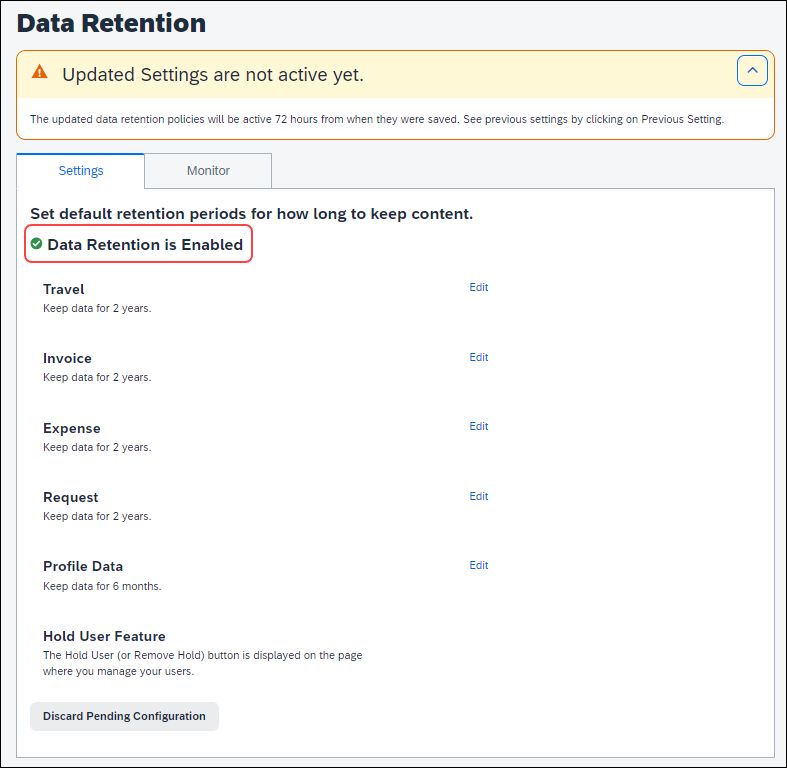 Data Retention
Updated Settings are not active yet.
The updated data retention policies will be active 72 hours from when they were saved. See previous settings by clicking on Previous Setting.
Settings
Monitor
Set default retention periods for how long to keep content.
Data Retention is Enabled
Travel
Edit
Keep data for 2 years.
Invoice
Edit
Keep data for 2 years.
Expense
Edit
Keep data for 2 years.
Request
Edit
Keep data for 2 years.
Profile Data
Edit
Keep data for 6 months.
Hold User Feature
The Hold User (or Remove Hold) button is displayed on the page
where you manage your users.
Discard Pending Configuration